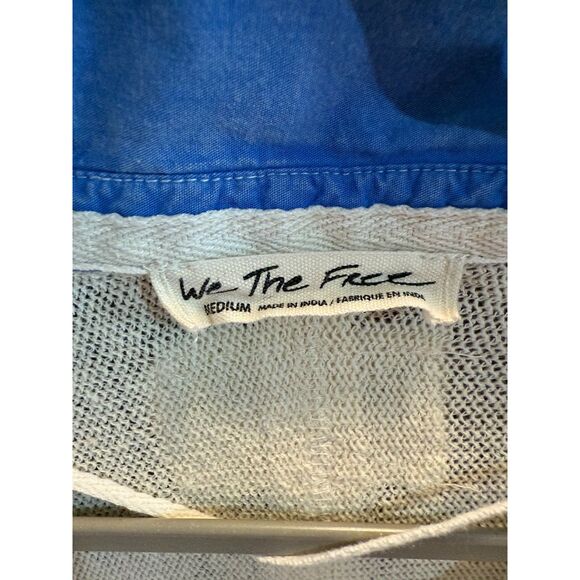 We The Free
MEDIUM MADE IN INDIA / FABRIQUE EN INDE